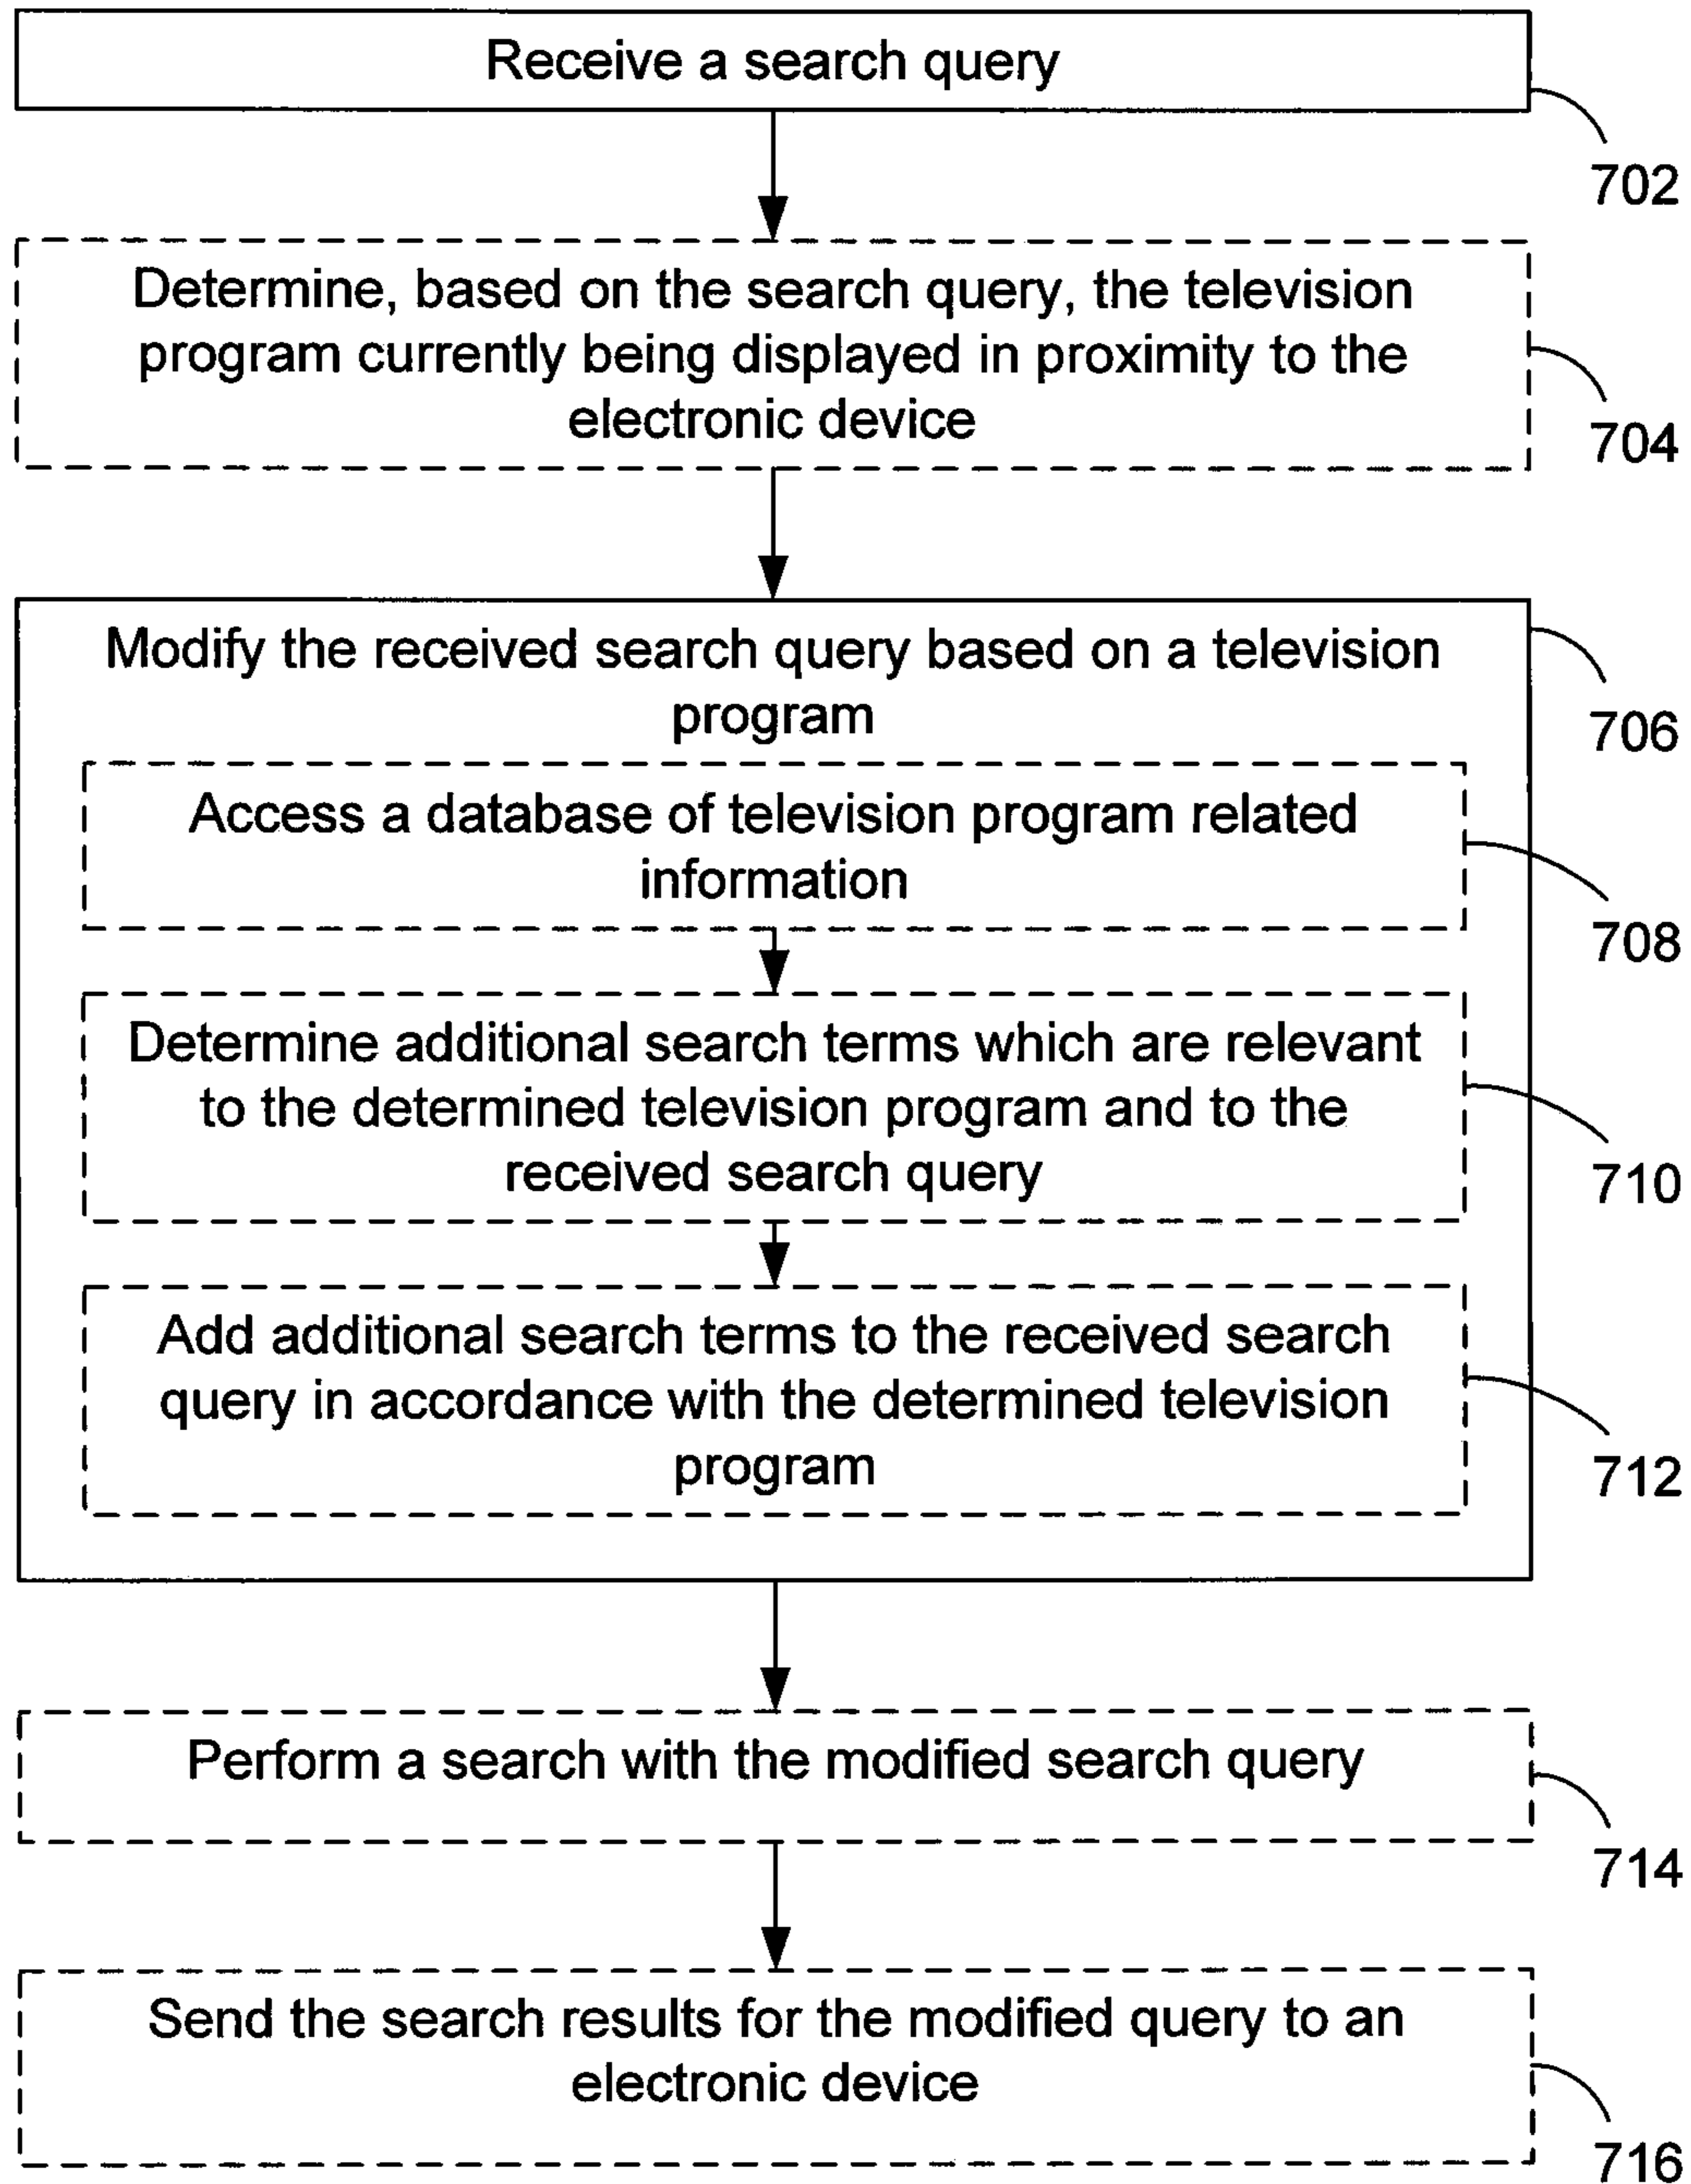 Receive a search query
702
Determine, based on the search query, the television
program currently being displayed in proximity to the
electronic device
704
Modify the received search query based on a television
program
706
Access a database of television program related
information
708
Determine additional search terms which are relevant
to the determined television program and to the
received search query
710
Add additional search terms to the received search
query in accordance with the determined television
program
712
Perform a search with the modified search query
714
Send the search results for the modified query to an
electronic device
716